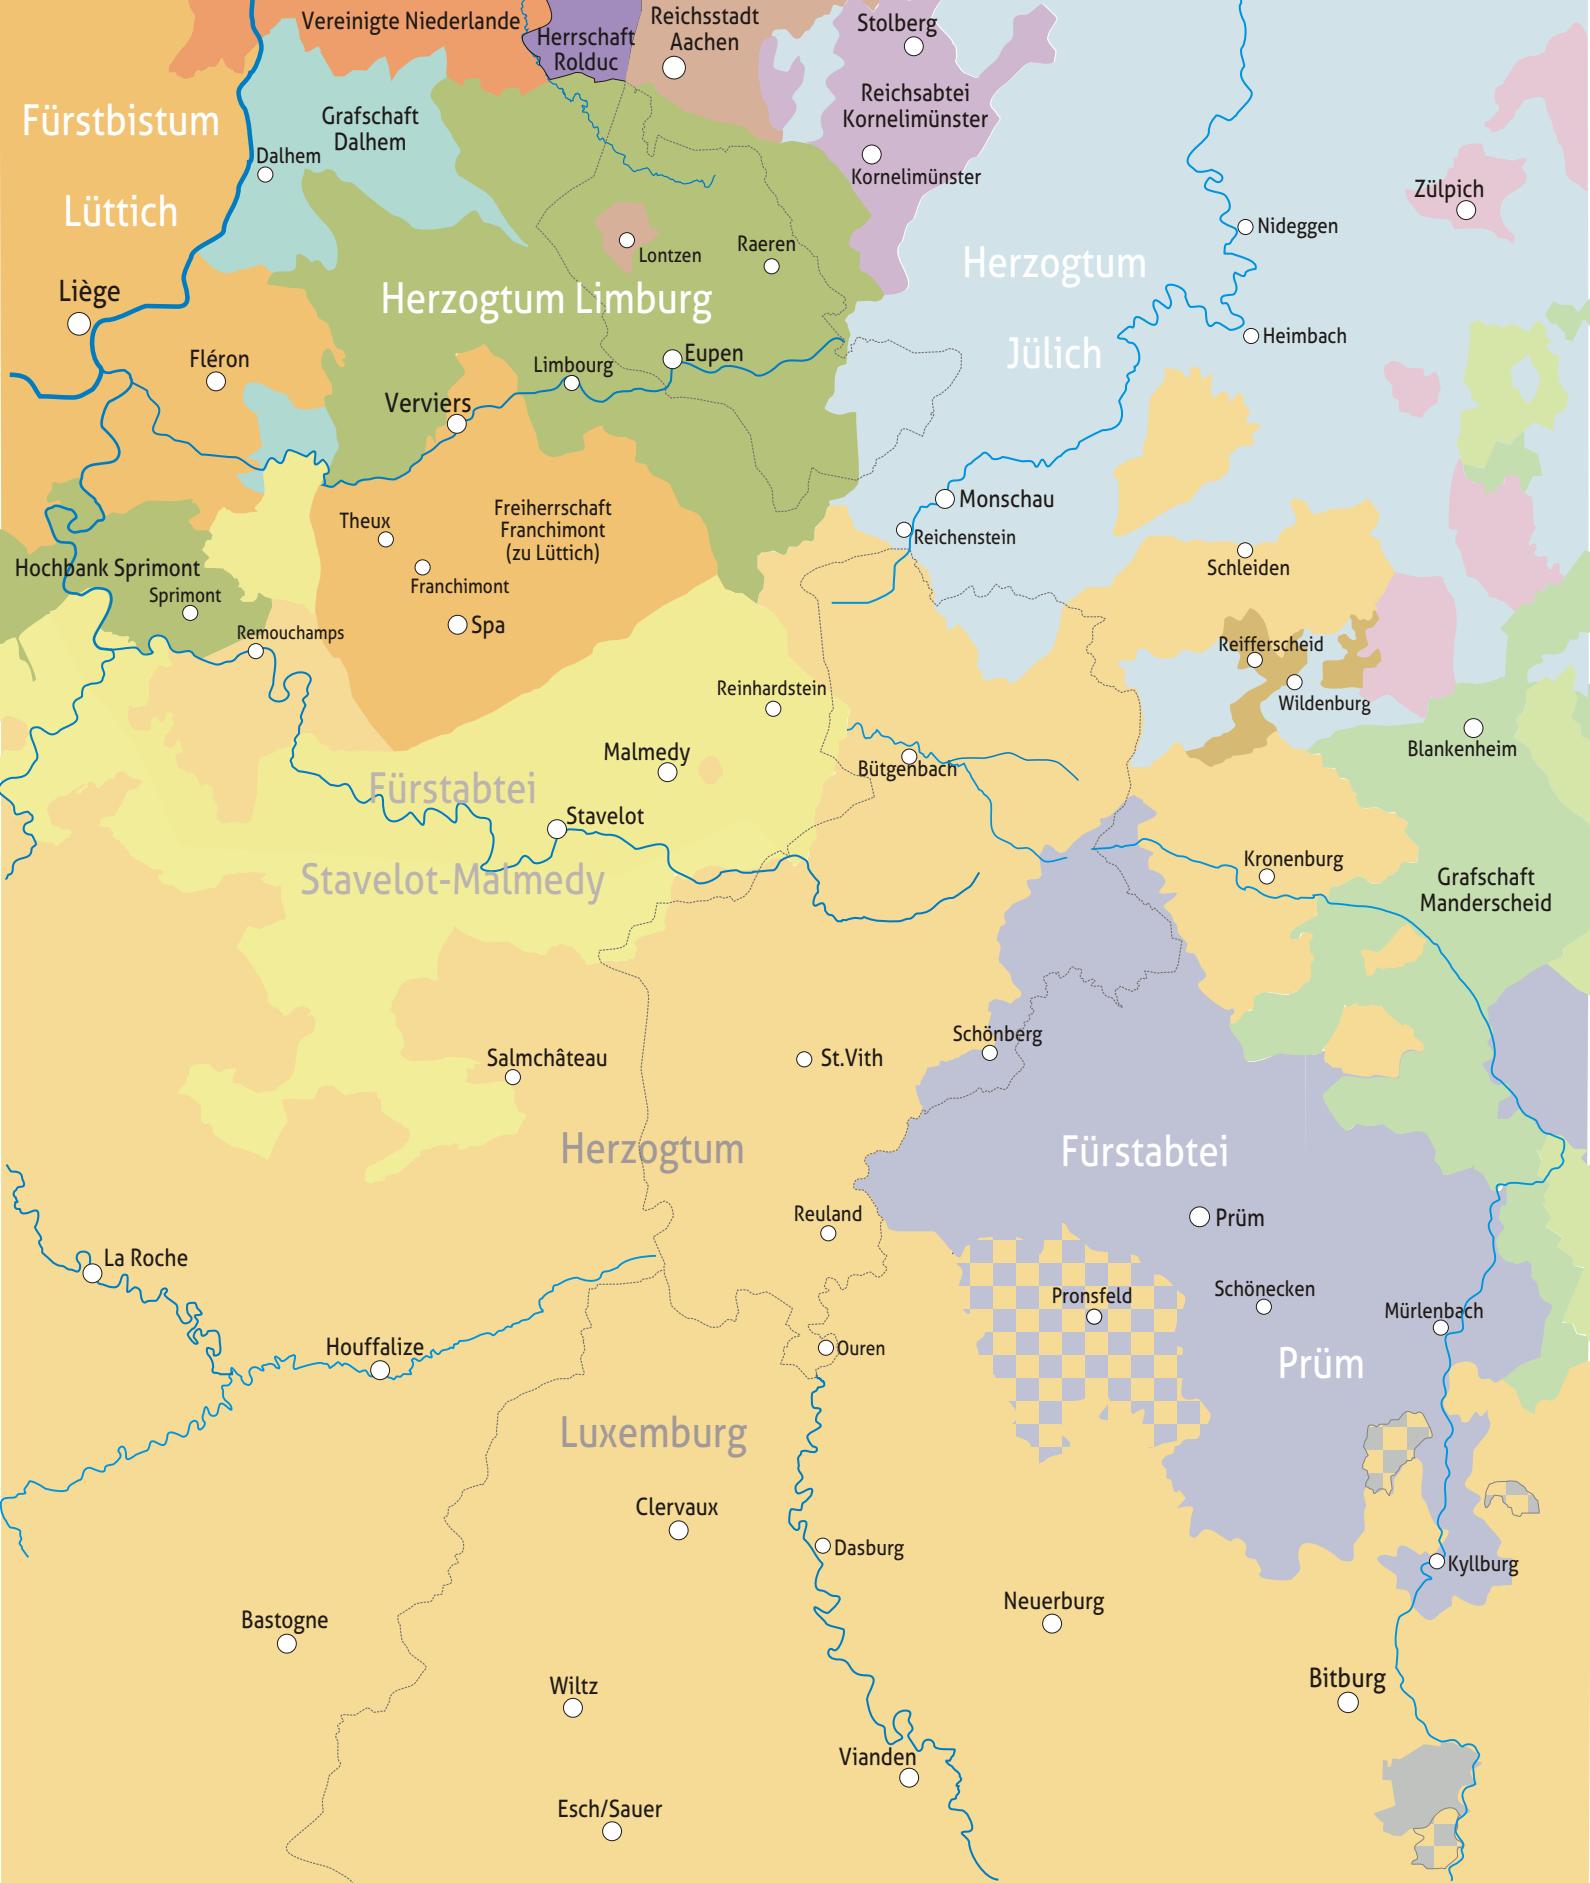 Vereinigte Niederlande
Herrschaft
Rolduc
Reichsstadt
Aachen
Stolberg
Reichsabtei
Kornelimünster
Kornelimünster
Fürstbistum
Lüttich
Grafschaft
Dalhem
Dalhem
Zülpich
Nideggen
Lontzen
Raeren
Herzogtum
Jülich
Liège
Herzogtum Limburg
Heimbach
Fléron
Limbourg
Eupen
Verviers
Monschau
Reichenstein
Theux
Freiherrschaft
Franchimont
(zu Lüttich)
Franchimont
Spa
Hochbank Sprimont
Sprimont
Remouchamps
Schleiden
Reifferscheid
Wildenburg
Blankenheim
Reinhardstein
Malmedy
Bütgenbach
Fürstabtei
Stavelot-Malmedy
Stavelot
Kronenburg
Grafschaft
Manderscheid
Salmchâteau
St.Vith
Schönberg
Herzogtum
Luxemburg
Fürstabtei
Prüm
Prüm
Reuland
La Roche
Pronsfeld
Schönecken
Mürlenbach
Houffalize
Ouren
Clervaux
Dasburg
Kyllburg
Neuerburg
Bastogne
Wiltz
Bitburg
Vianden
Esch/Sauer